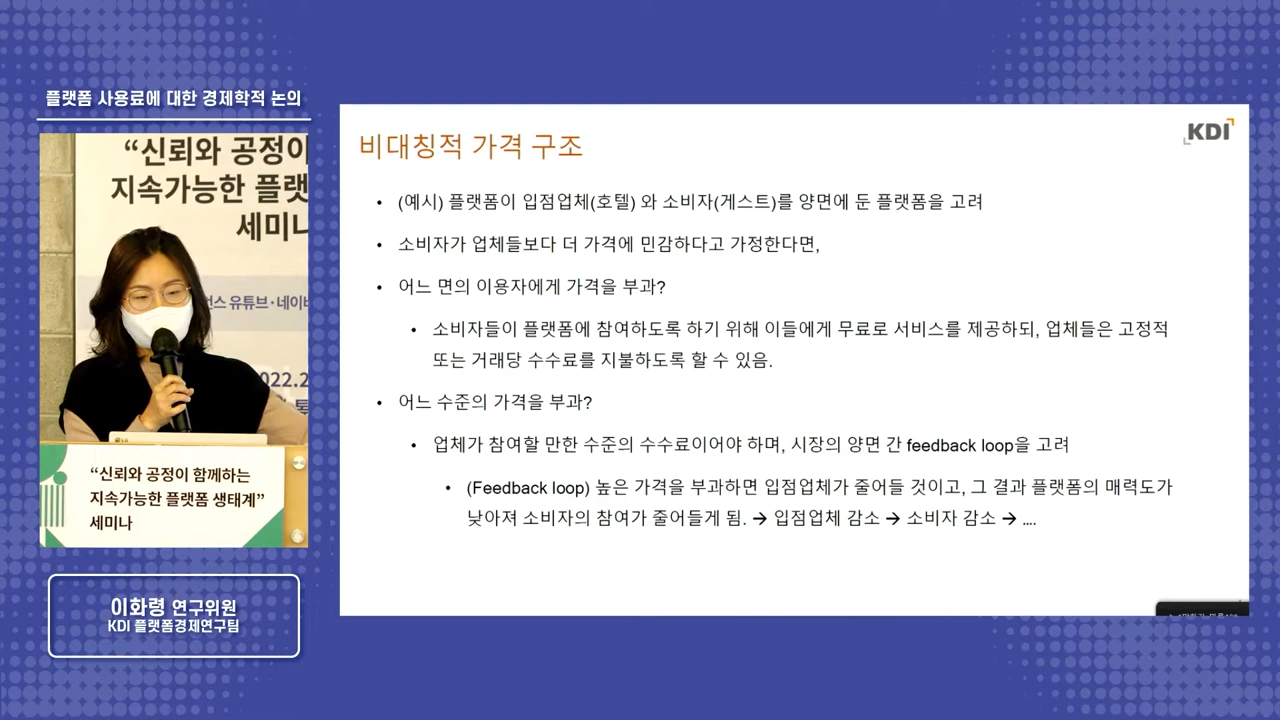 플랫폼 사용료에 대한 경제학적 논의
“신뢰와 공정이
지속가능한 플랫
세미나
언스 유튜브·네이버
2022.2
“신뢰와 공정이 함께하는
지속가능한 플랫폼 생태계”
세미나
이화령 연구위원
KDI 플랫폼경제연구팀
KDI
비대칭적 가격 구조
• (예시) 플랫폼이 입점업체(호텔) 와 소비자(게스트)를 양면에 둔 플랫폼을 고려
• 소비자가 업체들보다 더 가격에 민감하다고 가정한다면,
• 어느 면의 이용자에게 가격을 부과?
• 소비자들이 플랫폼에 참여하도록 하기 위해 이들에게 무료로 서비스를 제공하되, 업체들은 고정적
또는 거래당 수수료를 지불하도록 할 수 있음.
• 어느 수준의 가격을 부과?
• 업체가 참여할 만한 수준의 수수료이어야 하며, 시장의 양면 간 feedback loop을 고려
• (Feedback loop) 높은 가격을 부과하면 입점업체가 줄어들 것이고, 그 결과 플랫폼의 매력도가
낮아져 소비자의 참여가 줄어들게 됨. → 입점업체 감소 → 소비자 감소 → ....